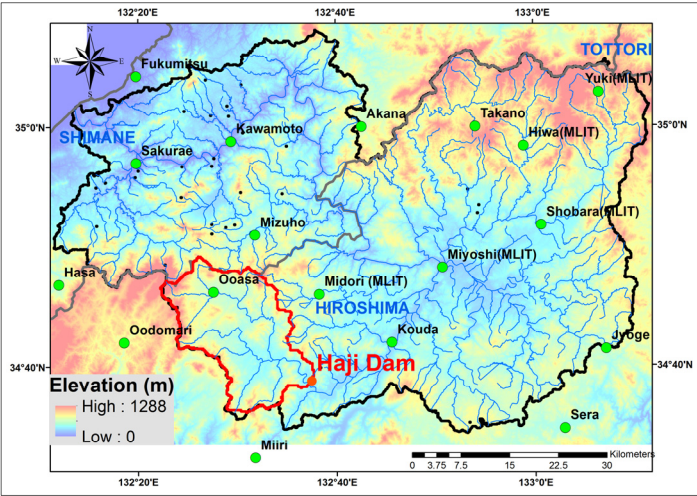 132°20'E 132°40'E 133°0'E
N
W E
S
TOTTORI
Fukumitsu
Yuki(MLIT)
Akana
Takano
35°0'N
35°0'N
SHIMANE
Kawamoto
Hiwa(MLIT)
Sakurae
Shobara(MLIT)
Mizuho
Miyoshi(MLIT)
Hasa
Ooasa
Midori (MLIT)
HIROSHIMA
Oodomari
Kouda
Jyoge
34°40'N
Haji Dam
34°40'N
Elevation (m)
High : 1288
Low : 0
Sera
Miiri
Kilometers
0 3.75 7.5 15 22.5 30
132°20'E 132°40'E 133°0'E